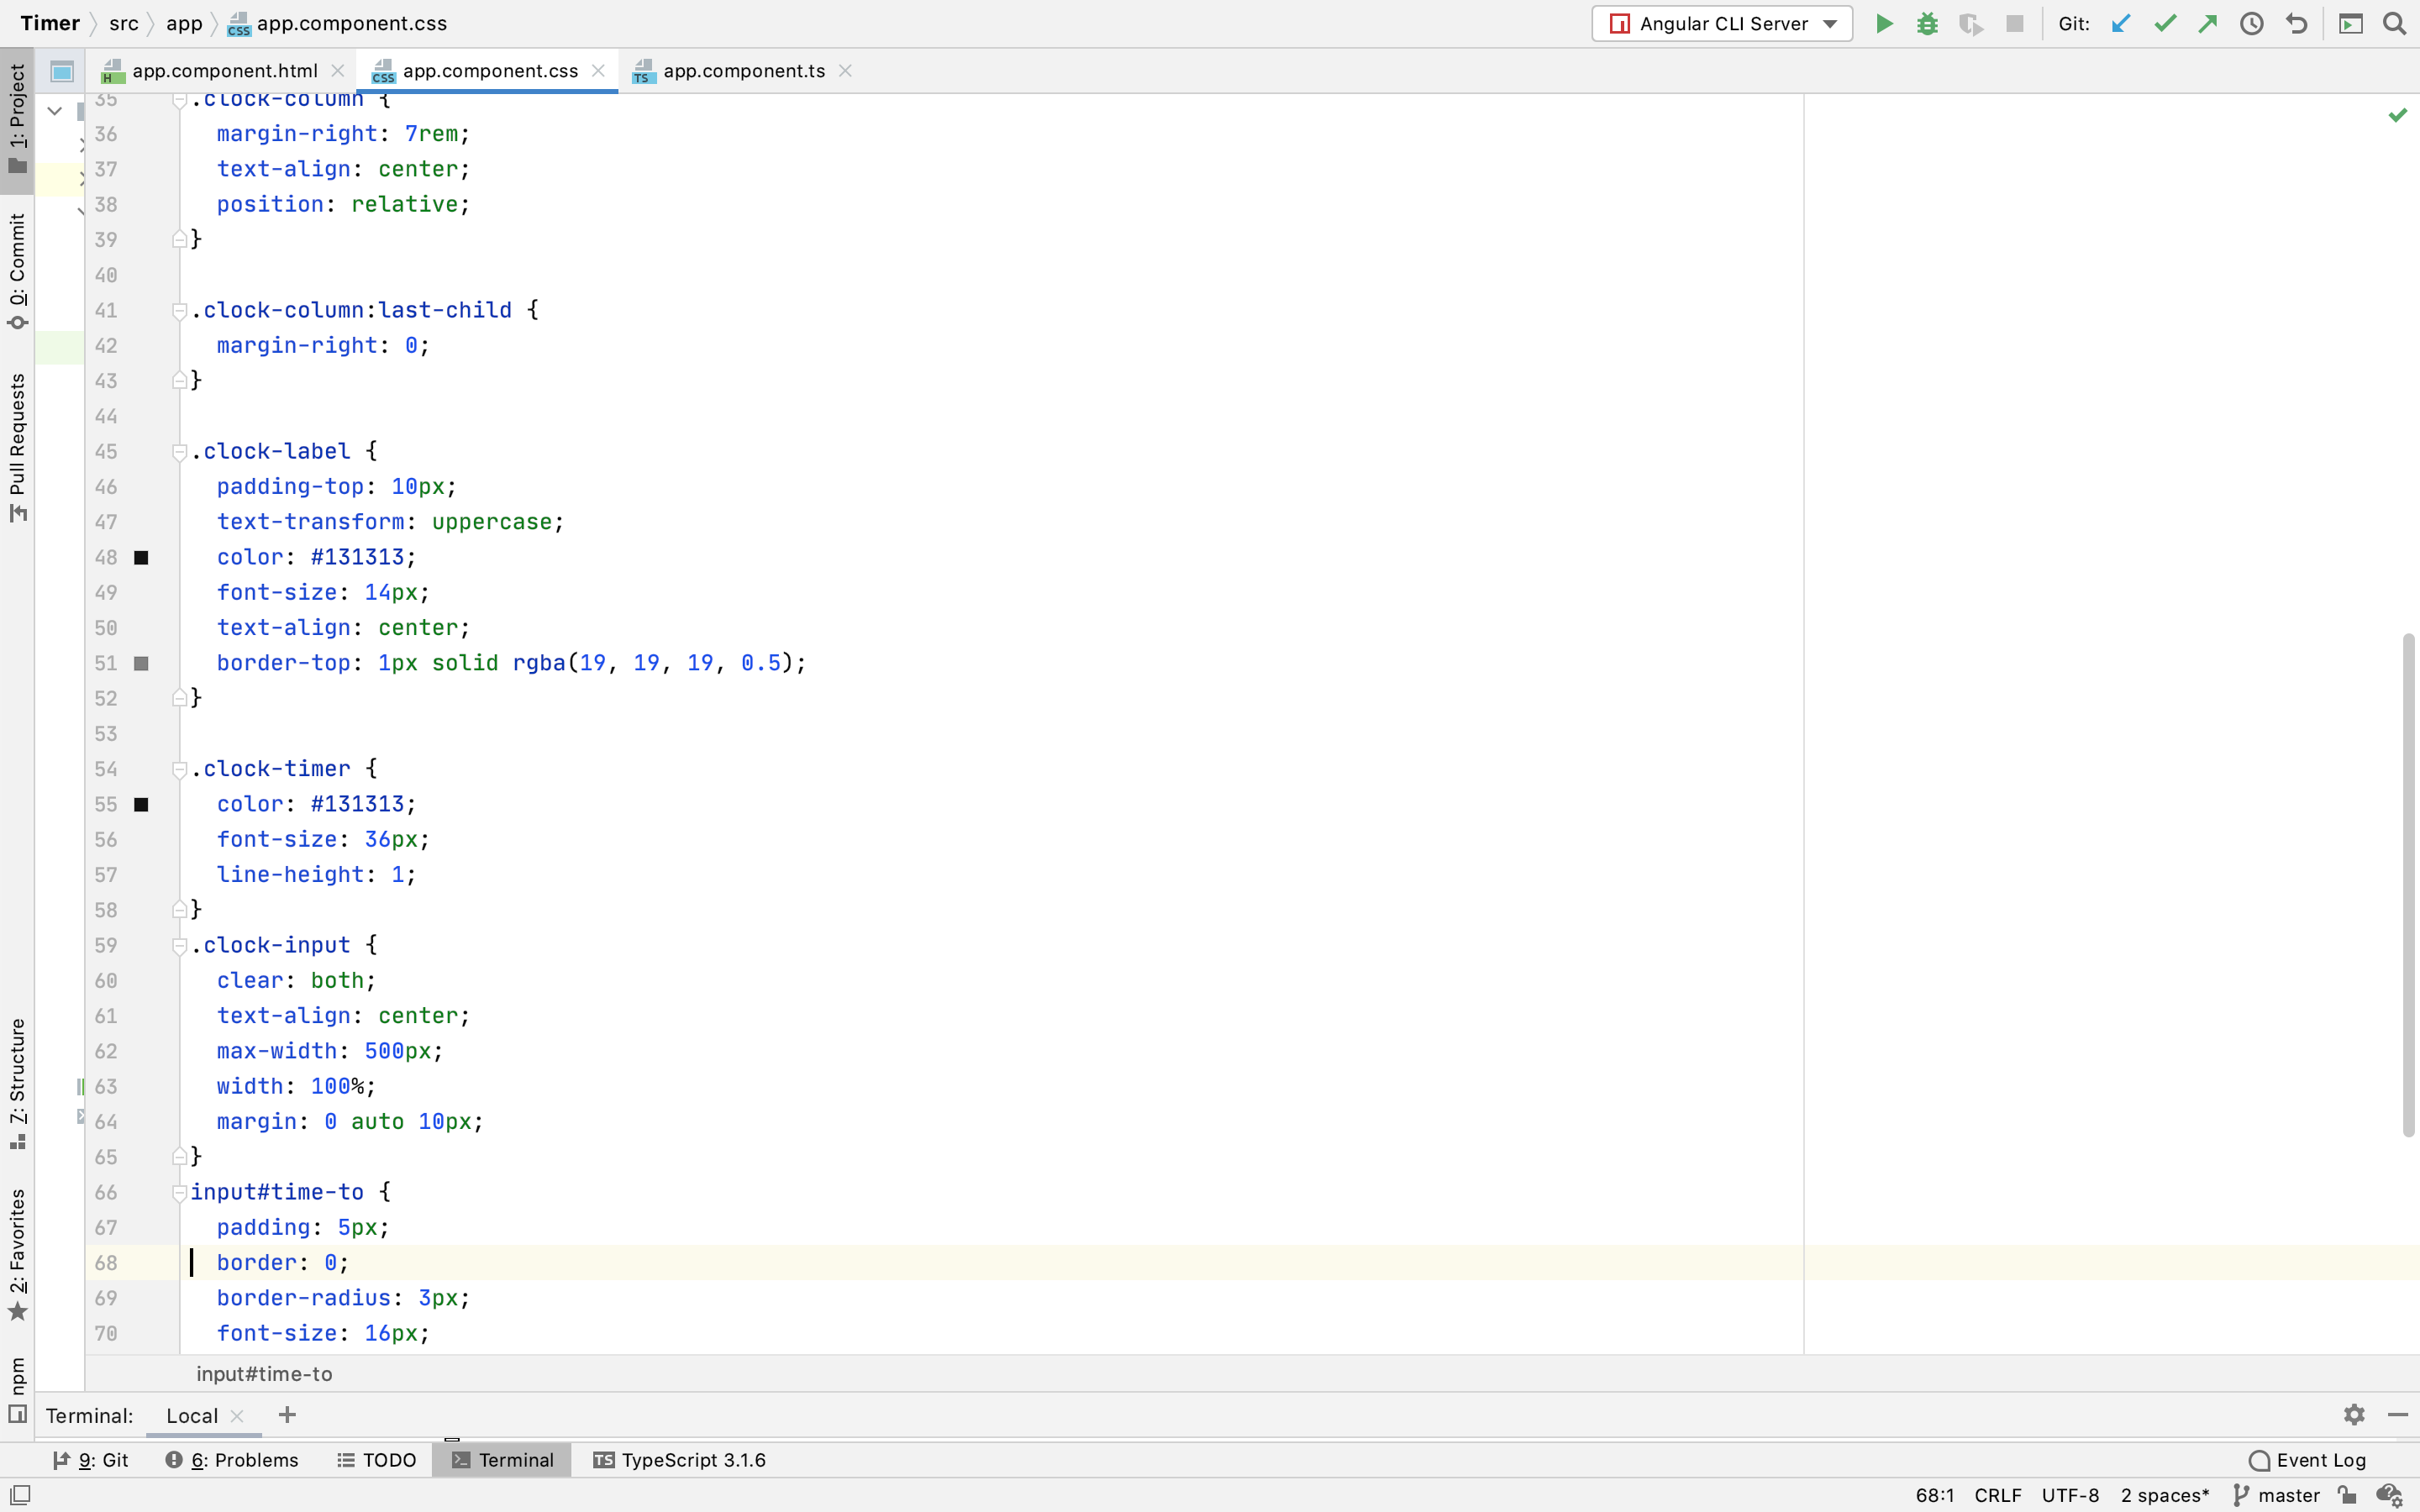 Timer src app app.component.css
Angular CLI Server
Git:
app.component.html
app.component.css
app.component.ts
1: Project
0: Commit
Pull Requests
7: Structure
2: Favorites
npm
35 .clock-column {
36 margin-right: 7rem;
37 text-align: center;
38 position: relative;
39 }
40
41 .clock-column:last-child {
42 margin-right: 0;
43 }
44
45 .clock-label {
46 padding-top: 10px;
47 text-transform: uppercase;
48 color: #131313;
49 font-size: 14px;
50 text-align: center;
51 border-top: 1px solid rgba(19, 19, 19, 0.5);
52 }
53
54 .clock-timer {
55 color: #131313;
56 font-size: 36px;
57 line-height: 1;
58 }
59 .clock-input {
60 clear: both;
61 text-align: center;
62 max-width: 500px;
63 width: 100%;
64 margin: 0 auto 10px;
65 }
66 input#time-to {
67 padding: 5px;
68 border: 0;
69 border-radius: 3px;
70 font-size: 16px;
input#time-to
Terminal: Local
9: Git 6: Problems TODO Terminal TypeScript 3.1.6 Event Log
68:1 CRLF UTF-8 2 spaces* master